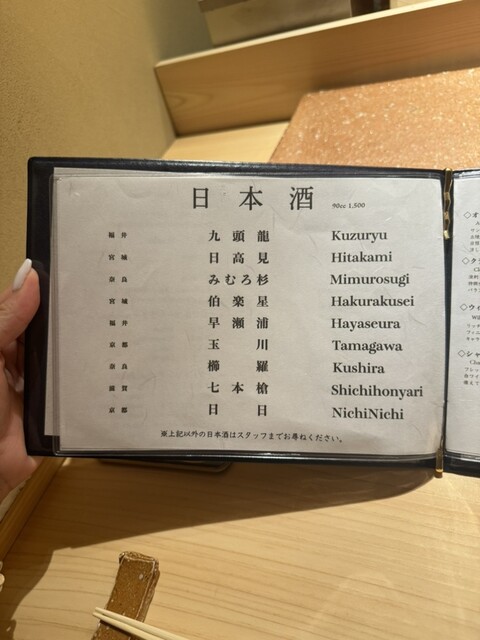 日本酒 90cc 1,500
福井 九頭龍 Kuzuryu
宮城 日高見 Hitakami
奈良 みむろ杉 Mimurosugi
宮城 伯楽星 Hakurakusei
福井 早瀬浦 Hayaseura
京都 玉川 Tamagawa
奈良 櫛羅 Kushira
滋賀 七本槍 Shichihonyari
京都 日日 NichiNichi
※上記以外の日本酒はスタッフまでお尋ねください。